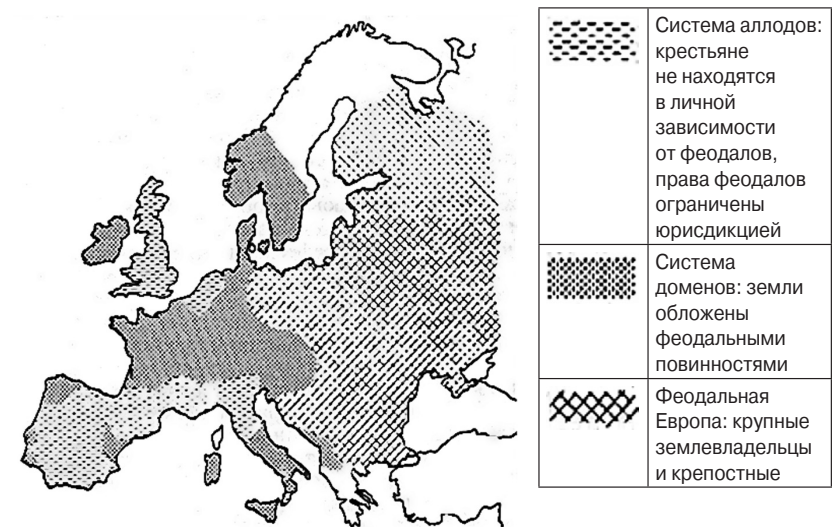 Система аллодов:
крестьяне
не находятся
в личной
зависимости
от феодалов,
права феодалов
ограничены
юрисдикцией
Система
доменов: земли
обложены
феодальными
повинностями
Феодальная
Европа: крупные
землевладельцы
и крепостные